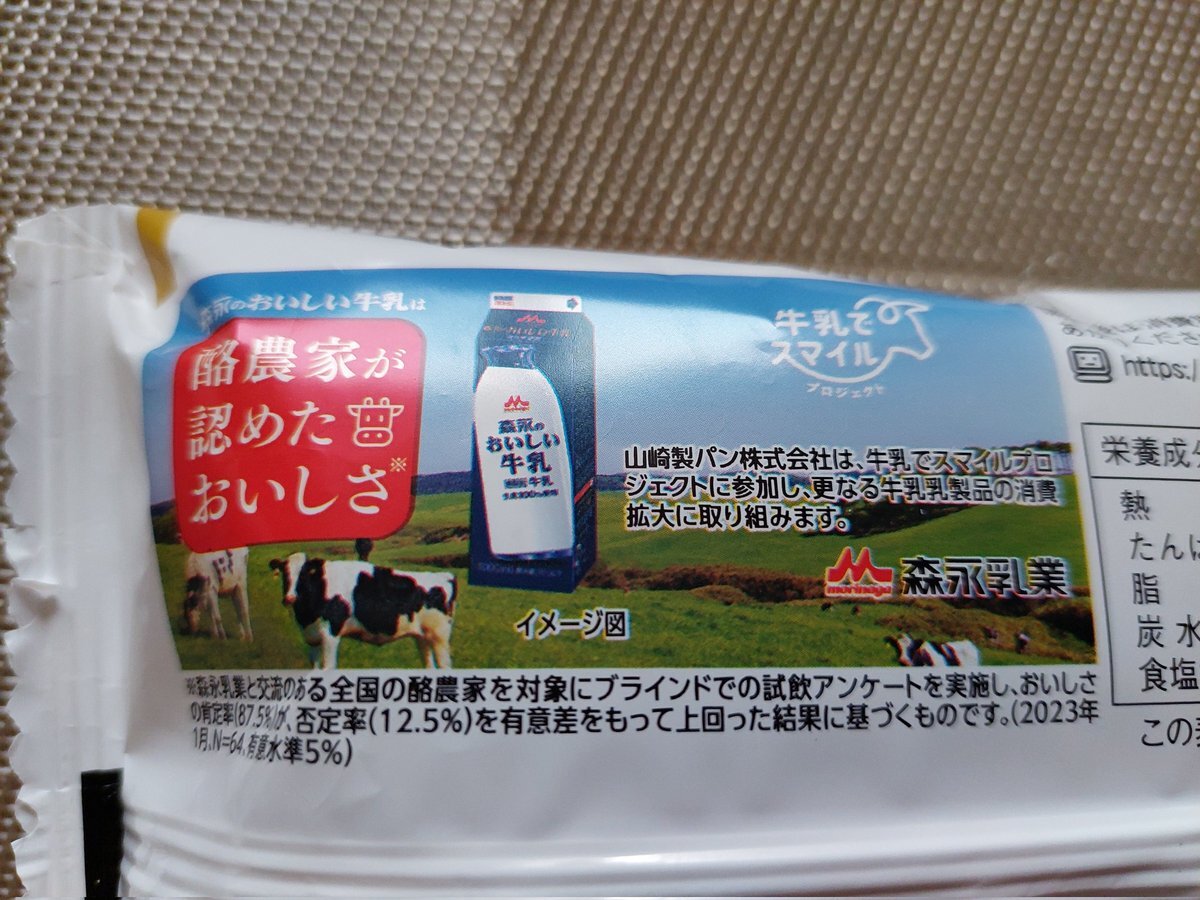 森永のおいしい牛乳は
酪農家が
認めた
おいしさ※
森永の
おいしい
牛乳
牛乳で
スマイル
プロジェクト
山崎製パン株式会社は、牛乳でスマイルプロ
ジェクトに参加し、更なる牛乳乳製品の消費
拡大に取り組みます。
morinaga 森永乳業
イメージ図
※森永乳業と交流のある全国の酪農家を対象にブラインドでの試飲アンケートを実施し、おいしさ
の肯定率(87.5%)が、否定率(12.5%)を有意差をもって上回った結果に基づくものです。(2023年
1月、N=64、有意水準5%)
https:/
栄養成分
熱
たんぱ
脂
炭 水
食塩
この